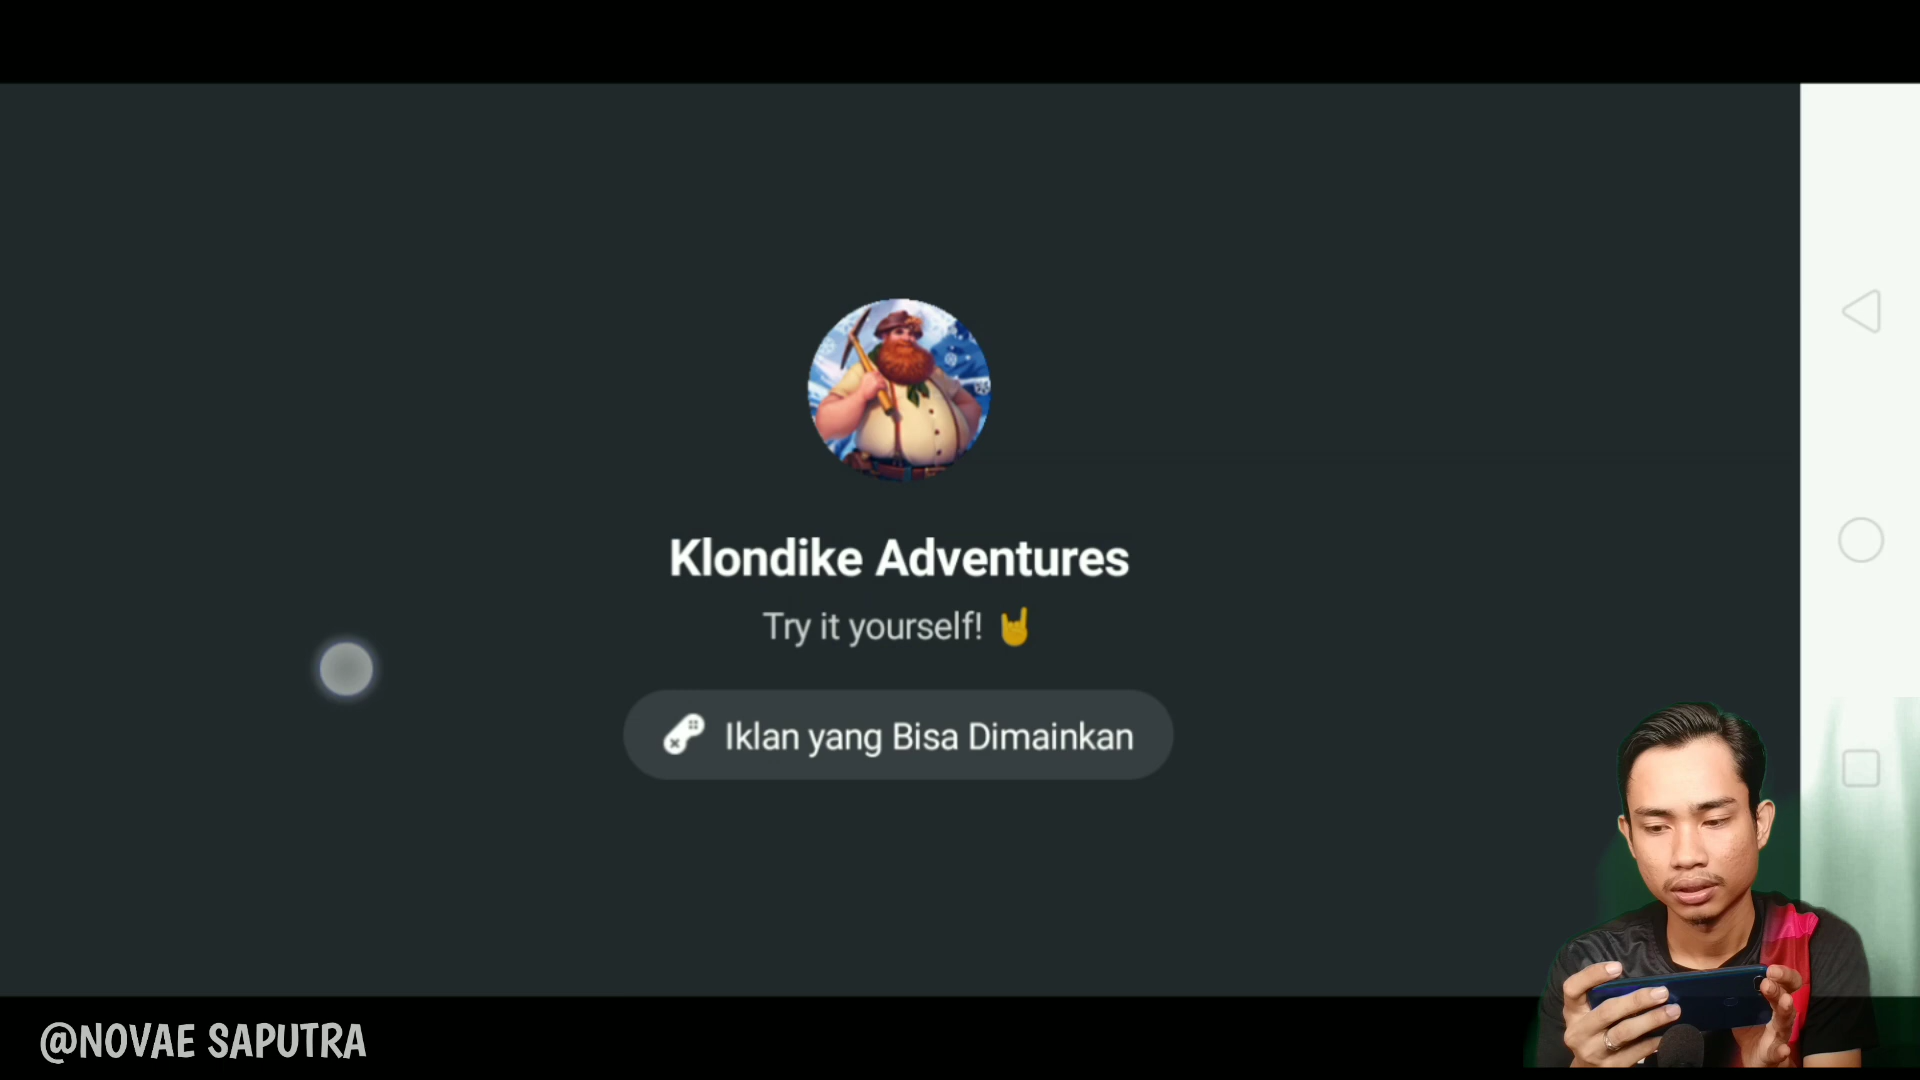 Klondike Adventures
Try it yourself! 🤘
Iklan yang Bisa Dimainkan
@NOVAE SAPUTRA